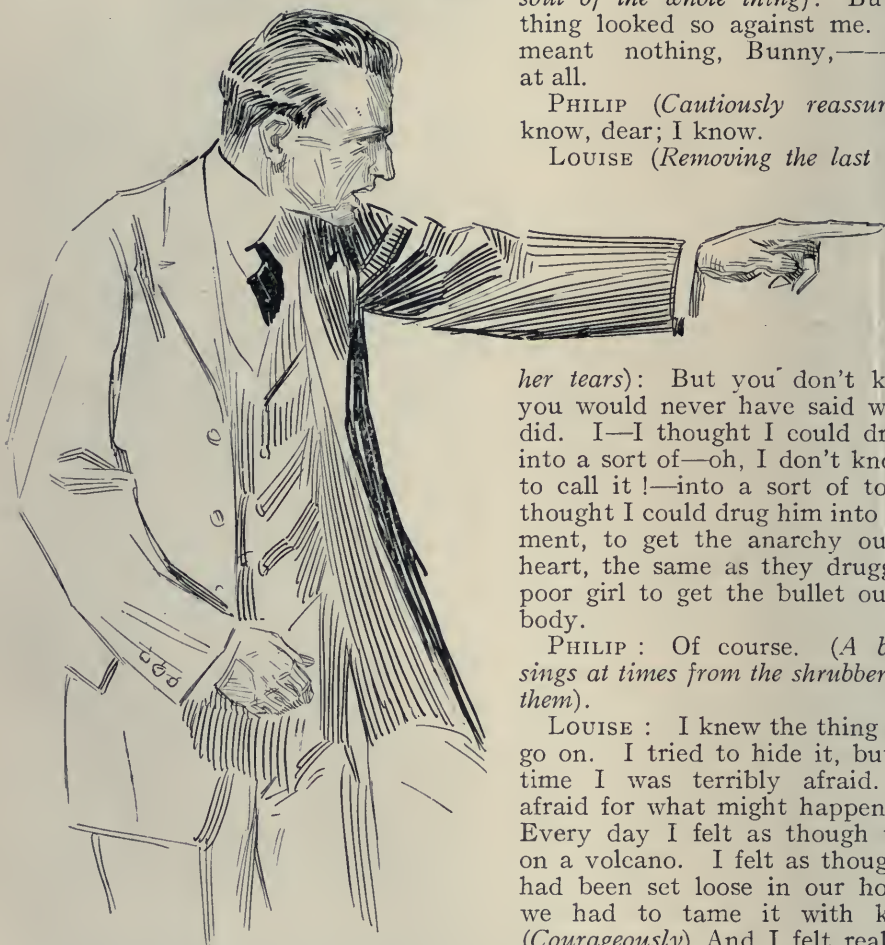 soul of the whole thing). Bu
thing looked so against me.
meant nothing, Bunny,——
at all.
PHILIP (Cautiously reassur
know, dear; I know.
LOUISE (Removing the last
her tears): But you don't k
you would never have said w
did. I—I thought I could dr
into a sort of—oh, I don't kno
to call it!—into a sort of to
thought I could drug him into
ment, to get the anarchy ou
heart, the same as they drugg
poor girl to get the bullet ou
body.
PHILIP: Of course. (A b
sings at times from the shrubber
them).
LOUISE: I knew the thing
go on. I tried to hide it, bu
time I was terribly afraid.
afraid for what might happen
Every day I felt as though
on a volcano. I felt as thoug
had been set loose in our ho
we had to tame it with k
(Courageously) And I felt real